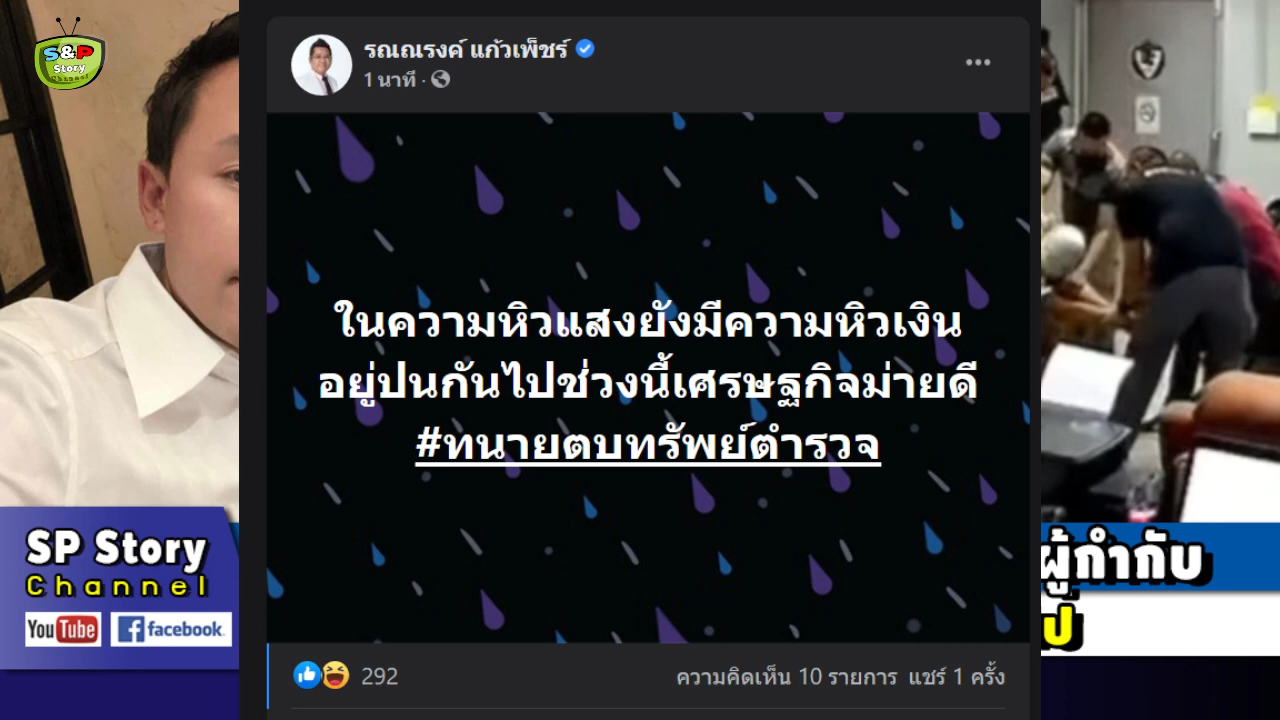 S&P
Story
Channel
รณณรงค์ แก้วเพ็ชร์
1 นาที ·
ในความหิวแสงยังมีความหิวเงิน
อยู่ปนกันไปช่วงนี้เศรษฐกิจม่ายดี
#ทนายตบทรัพย์ตำรวจ
292
ความคิดเห็น 10 รายการ แชร์ 1 ครั้ง
SP Story
Channel
YouTube
facebook
ผู้กำกับ
ป